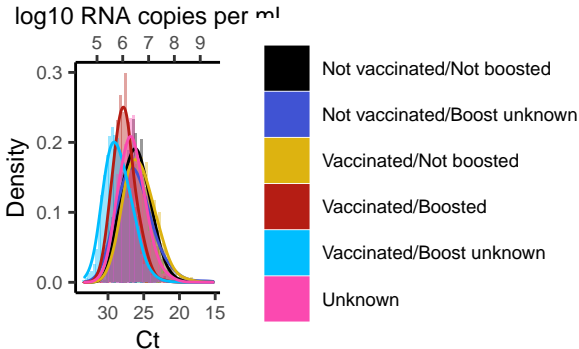 log10 RNA copies per ml
5 6 7 8 9
0.3
0.2
0.1
0.0
Density
30 25 20 15
Ct
Not vaccinated/Not boosted
Not vaccinated/Boost unknown
Vaccinated/Not boosted
Vaccinated/Boosted
Vaccinated/Boost unknown
Unknown